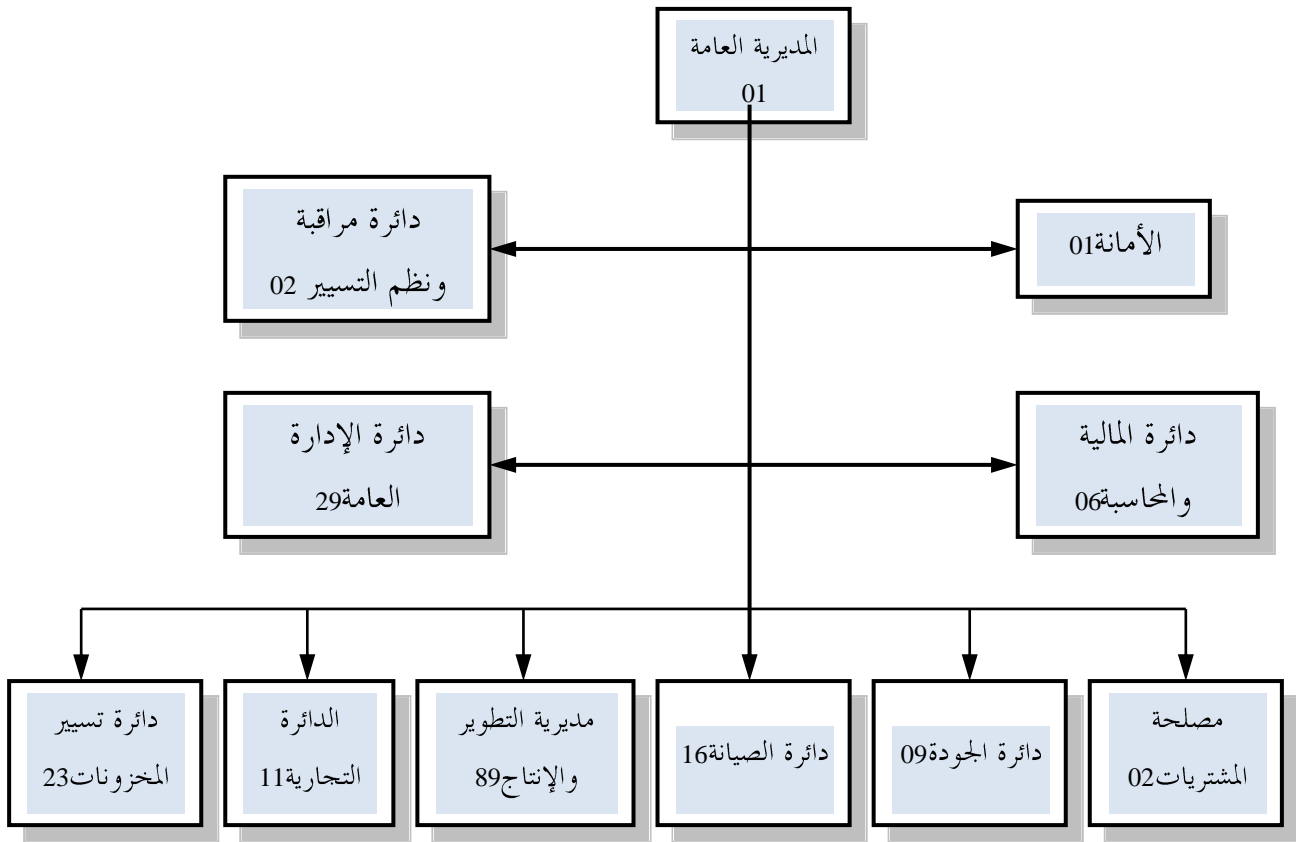 المديرية العامة
01
الأمانة01
دائرة مراقبة
ونظم التسيير 02
دائرة المالية
والمحاسبة06
دائرة الإدارة
العامة29
مصلحة
المشتريات02
دائرة الجودة09
دائرة الصيانة16
مديرية التطوير
والإنتاج89
الدائرة
التجارية11
دائرة تسيير
المخزونات23